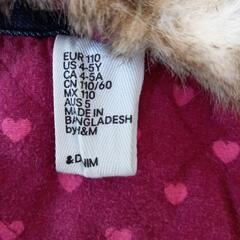 EUR 110
US 4-5Y
CA 4-5A
CN 110/60
MX 110
AUS 5
MADE IN
BANGLADESH
by H&M
& DENIM